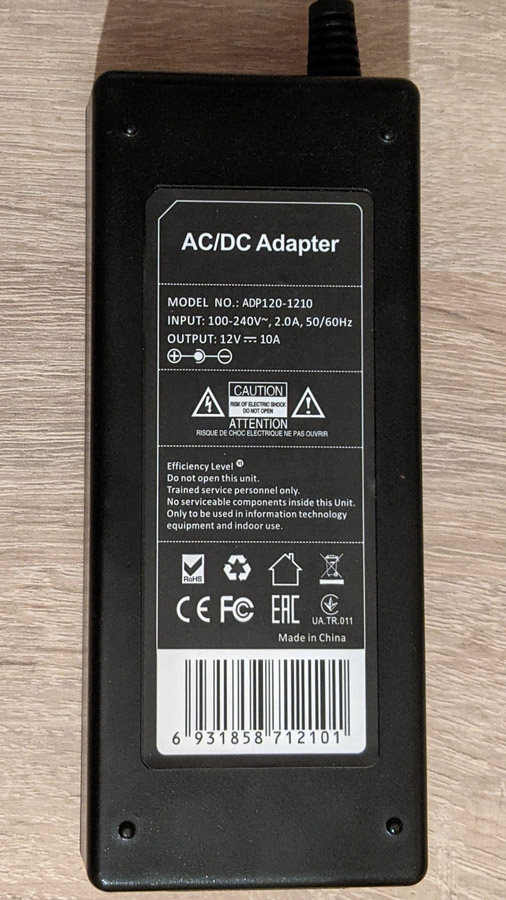 AC/DC Adapter
MODEL NO.: ADP120-1210
INPUT: 100-240V~, 2.0A, 50/60Hz
OUTPUT: 12V⎓10A
CAUTION
RISK OF ELECTRIC SHOCK
DO NOT OPEN
ATTENTION
RISQUE DE CHOC ELECTRIQUE NE PAS OUVRIR
Efficiency Level VI
Do not open this unit.
Trained service personnel only.
No serviceable components inside this Unit.
Only to be used in information technology
equipment and indoor use.
RoHS
CE FC EAC UA.TR.011
Made in China
6 931858 712101